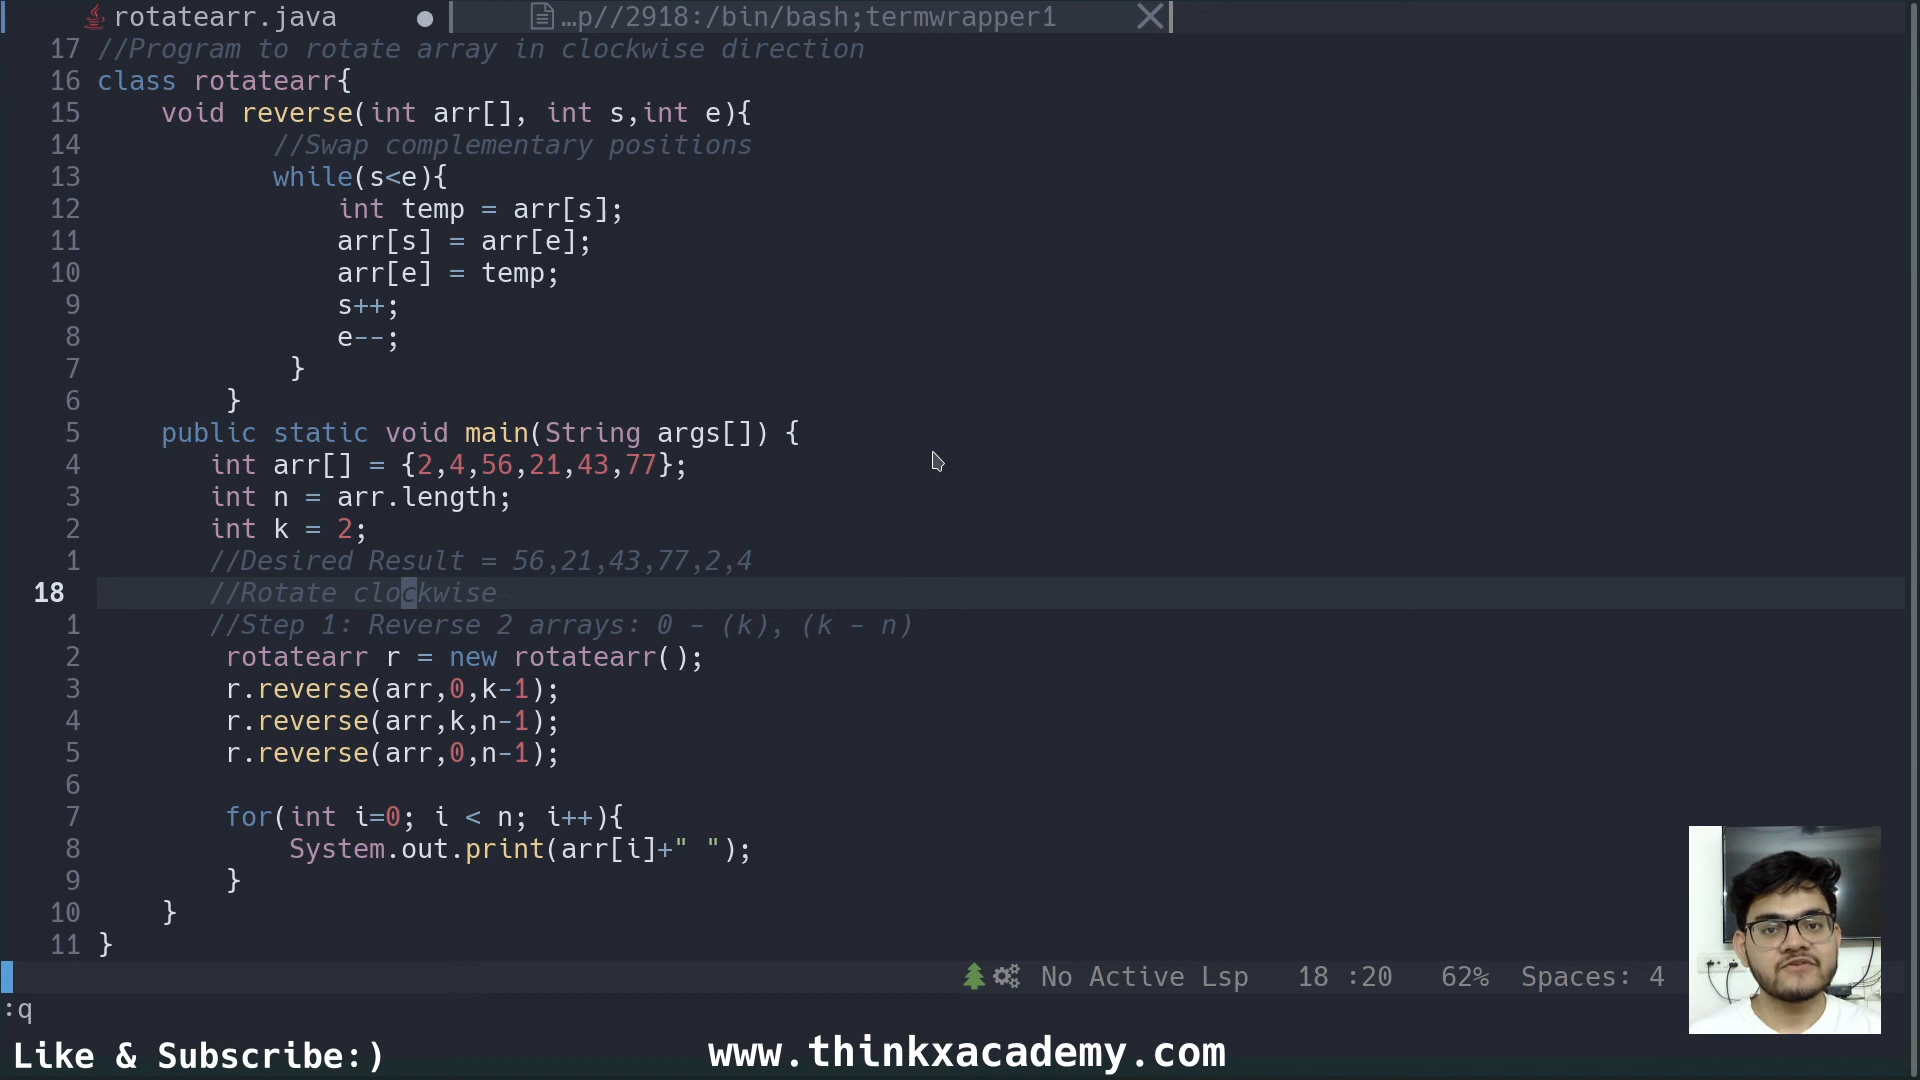 rotatearr.java ●  …p//2918:/bin/bash;termwrapper1
17 //Program to rotate array in clockwise direction
16 class rotatearr{
15     void reverse(int arr[], int s,int e){
14            //Swap complementary positions
13            while(s<e){
12                int temp = arr[s];
11                arr[s] = arr[e];
10                arr[e] = temp;
9                s++;
8                e--;
7             }
6         }
5     public static void main(String args[]) {
4        int arr[] = {2,4,56,21,43,77};
3        int n = arr.length;
2        int k = 2;
1        //Desired Result = 56,21,43,77,2,4
18        //Rotate clockwise
1        //Step 1: Reverse 2 arrays: 0 - (k), (k - n)
2         rotatearr r = new rotatearr();
3         r.reverse(arr,0,k-1);
4         r.reverse(arr,k,n-1);
5         r.reverse(arr,0,n-1);
6
7         for(int i=0; i < n; i++){
8             System.out.print(arr[i]+" ");
9         }
10     }
11 }
No Active Lsp   18 :20   62%   Spaces: 4
:q
Like & Subscribe:)
www.thinkxacademy.com